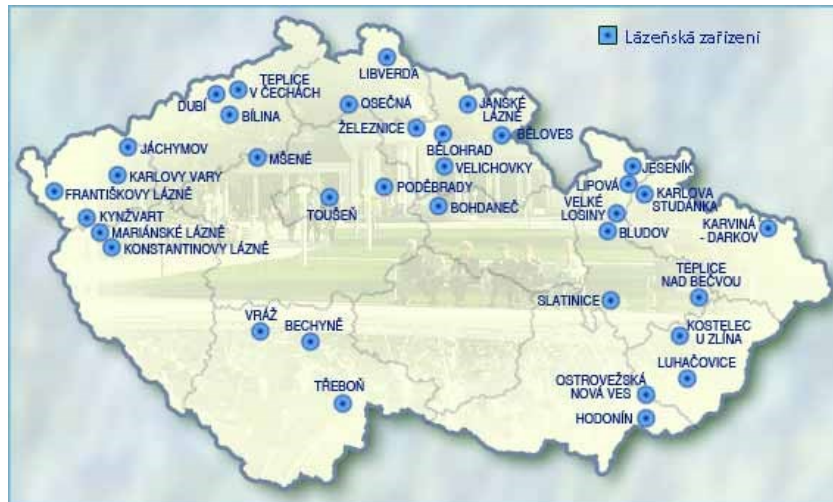 Lázeňská zařízení
LIBVERDA
TEPLICE
V ČECHÁCH
DUBÍ
BÍLINA
OSEČNÁ
JANSKÉ
LÁZNĚ
ŽELEZNICE
BĚLOVES
BĚLOHRAD
JÁCHYMOV
MŠENÉ
VELICHOVKY
JESENÍK
KARLOVY VARY
LIPOVÁ
FRANTIŠKOVY LÁZNĚ
PODĚBRADY
KARLOVA
STUDÁNKA
TOUŠEŇ
BOHDANEČ
VELKÉ
LOSINY
KYNŽVART
MARIÁNSKÉ LÁZNĚ
KONSTANTINOVY LÁZNĚ
BLUDOV
KARVINÁ
- DARKOV
TEPLICE
NAD BEČVOU
SLATINICE
VRÁŽ
BECHYNĚ
KOSTELEC
U ZLÍNA
LUHAČOVICE
TŘEBOŇ
OSTROVEŽSKÁ
NOVÁ VES
HODONÍN